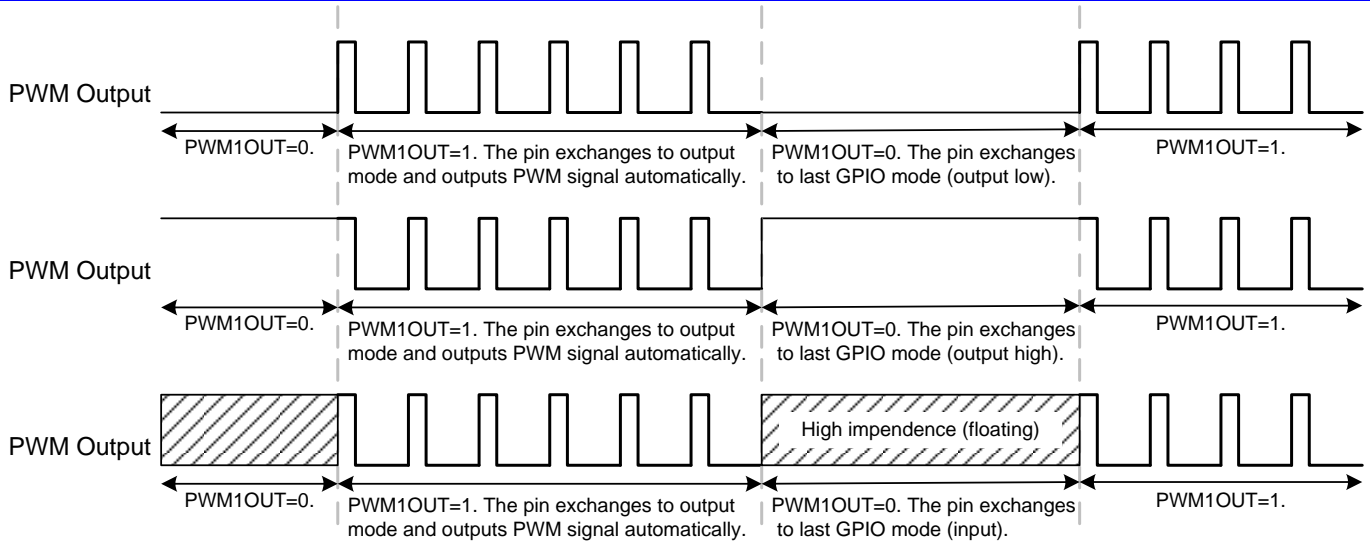 PWM Output
PWM1OUT=0.
PWM1OUT=1. The pin exchanges to output
mode and outputs PWM signal automatically.
PWM1OUT=0. The pin exchanges
to last GPIO mode (output low).
PWM1OUT=1.
PWM Output
PWM1OUT=0.
PWM1OUT=1. The pin exchanges to output
mode and outputs PWM signal automatically.
PWM1OUT=0. The pin exchanges
to last GPIO mode (output high).
PWM1OUT=1.
PWM Output
High impendence (floating)
PWM1OUT=0.
PWM1OUT=1. The pin exchanges to output
mode and outputs PWM signal automatically.
PWM1OUT=0. The pin exchanges
to last GPIO mode (input).
PWM1OUT=1.